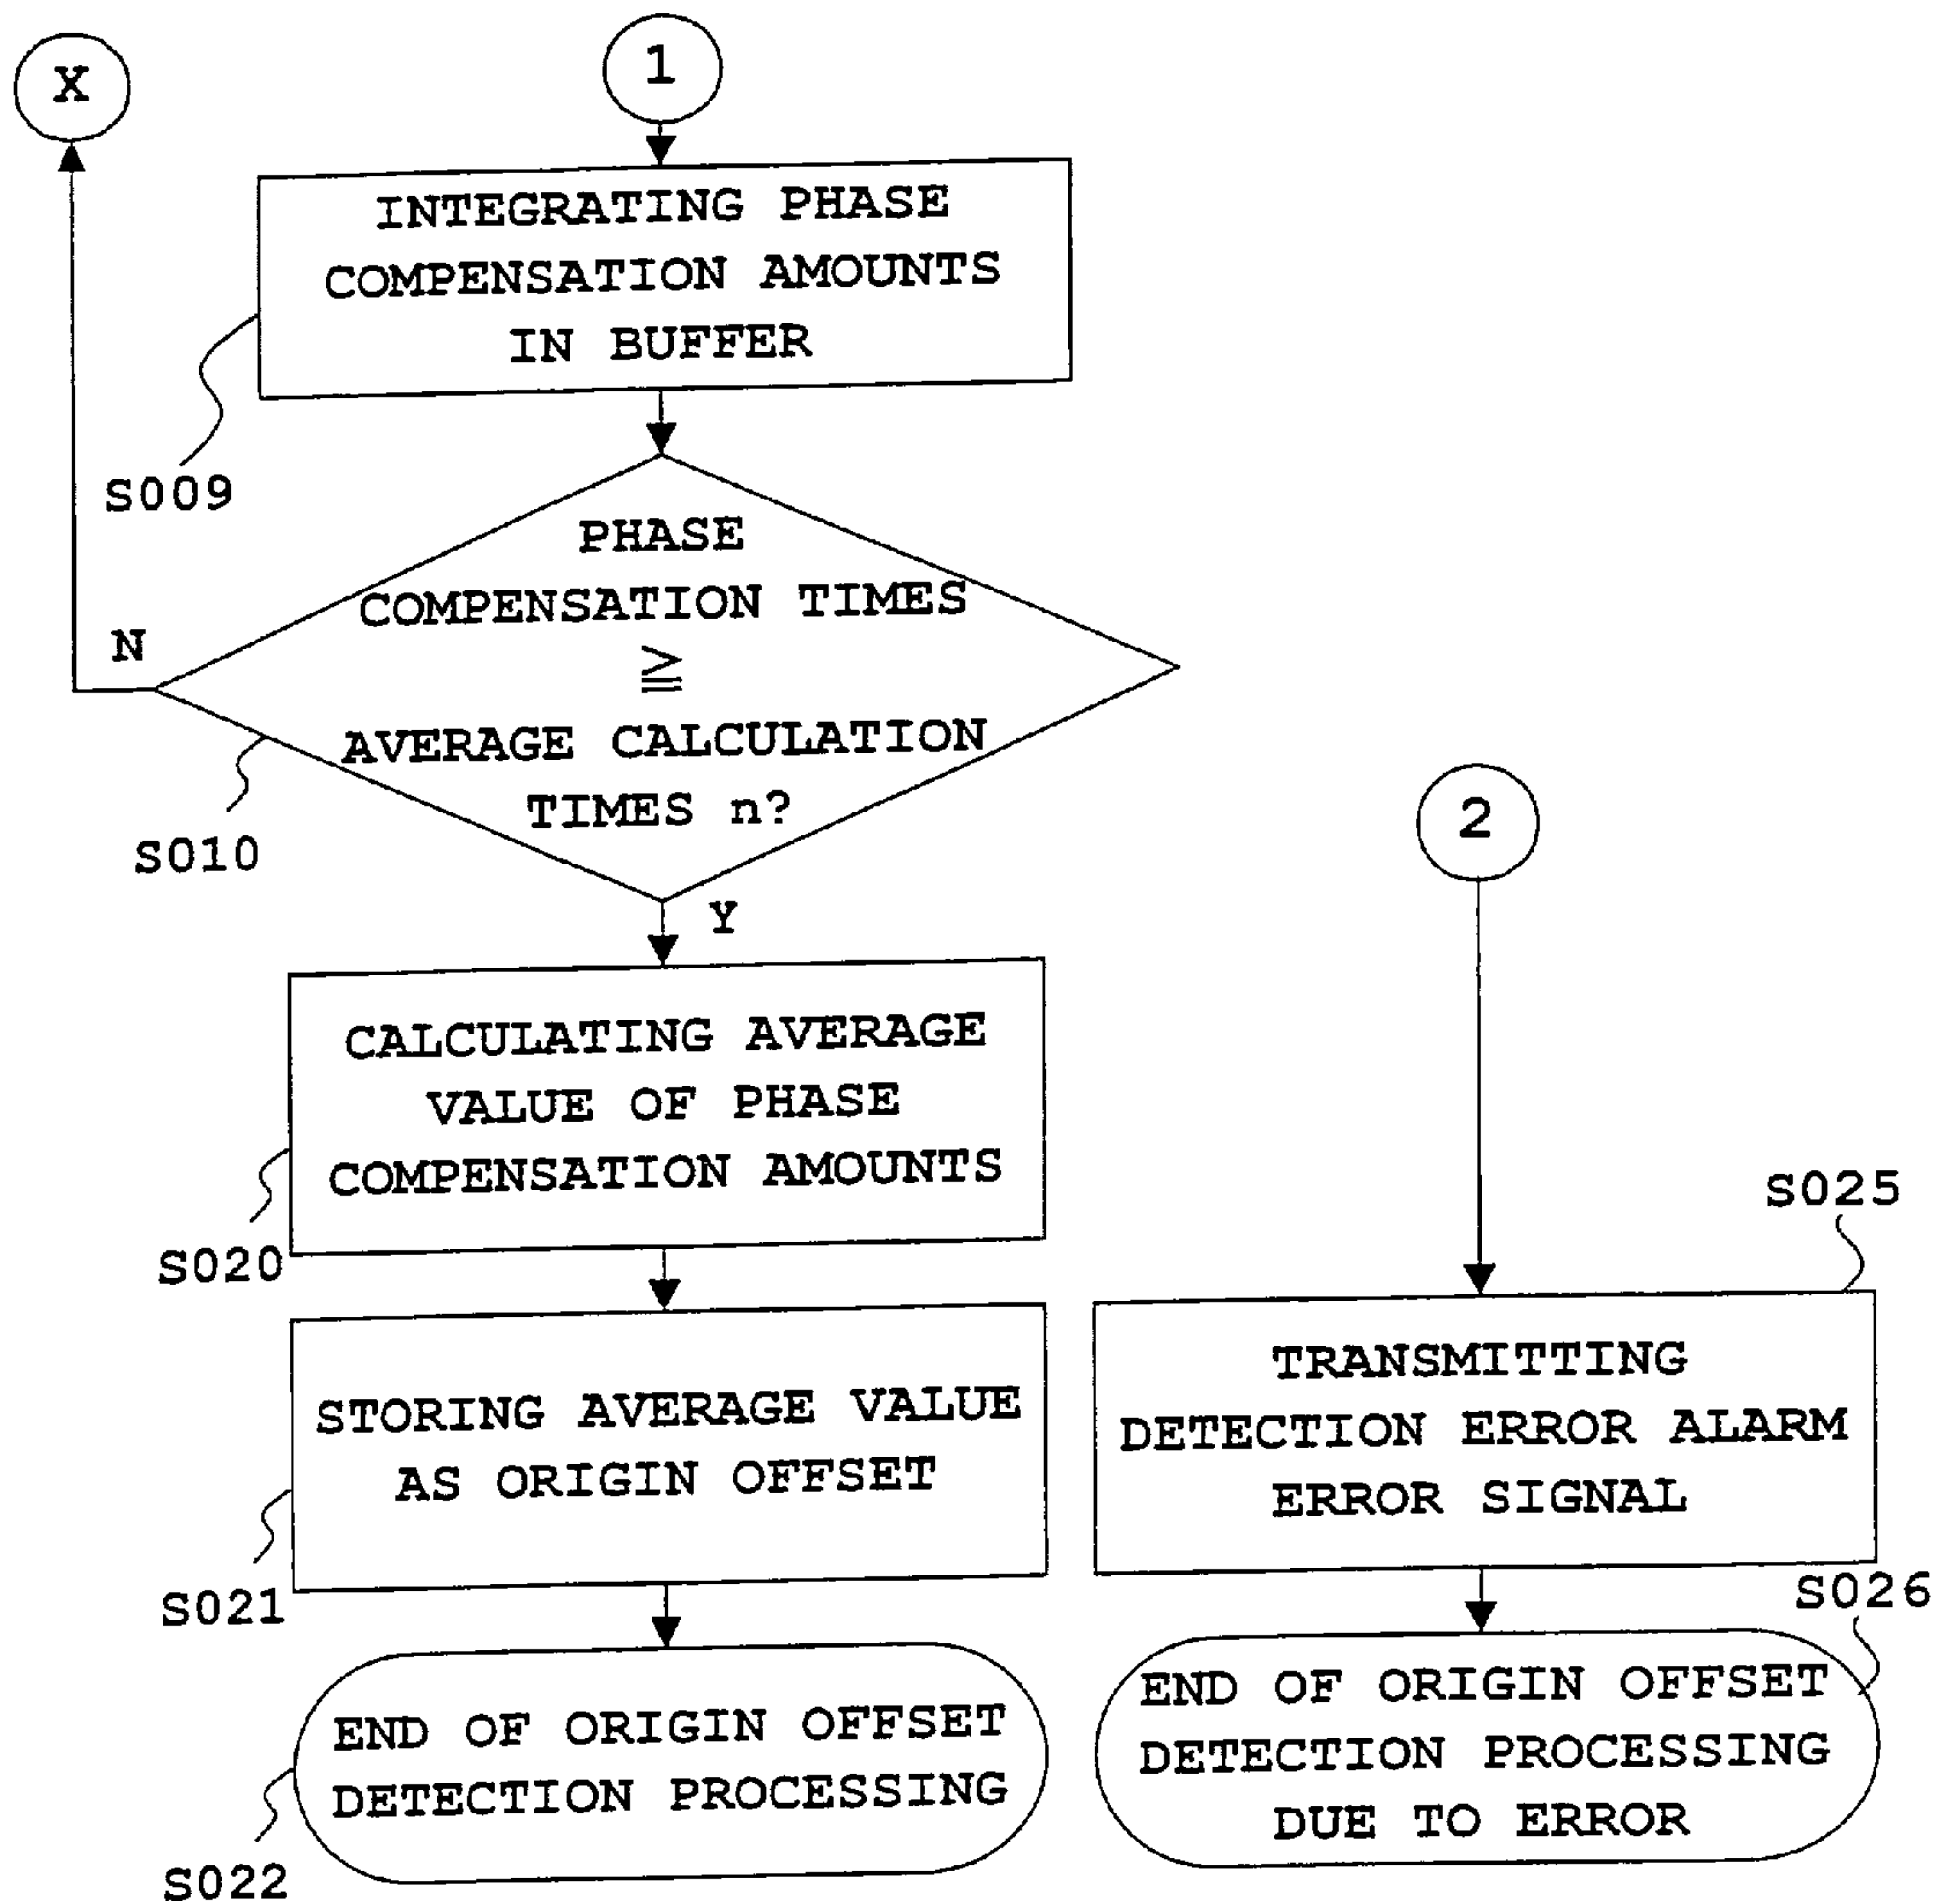 X
1
INTEGRATING PHASE
COMPENSATION AMOUNTS
IN BUFFER
S009
PHASE
COMPENSATION TIMES
≧
AVERAGE CALCULATION
TIMES n?
N
S010
Y
CALCULATING AVERAGE
VALUE OF PHASE
COMPENSATION AMOUNTS
S020
STORING AVERAGE VALUE
AS ORIGIN OFFSET
S021
END OF ORIGIN OFFSET
DETECTION PROCESSING
S022
2
S025
TRANSMITTING
DETECTION ERROR ALARM
ERROR SIGNAL
S026
END OF ORIGIN OFFSET
DETECTION PROCESSING
DUE TO ERROR